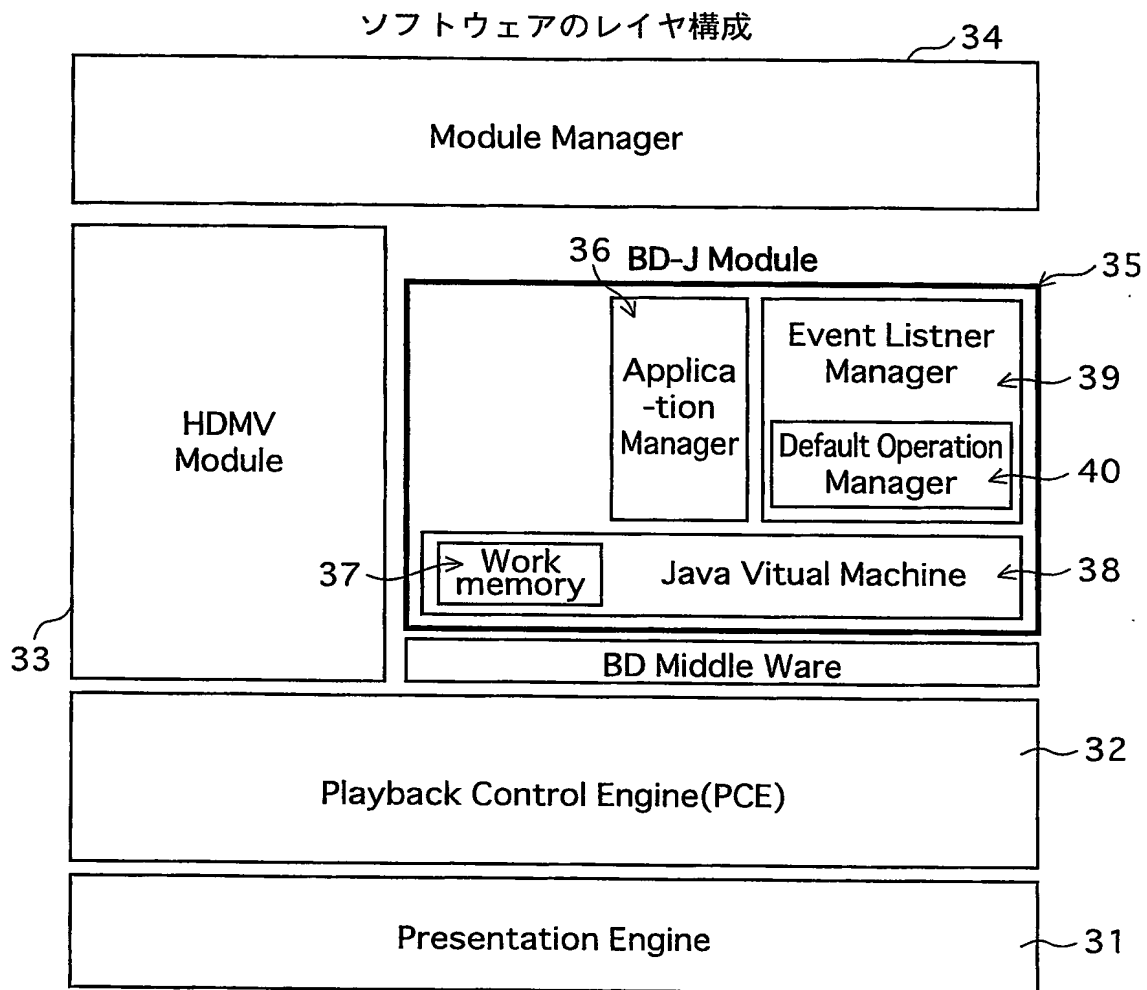 ソフトウェアのレイヤ構成
34
Module Manager
36
BD-J Module
35
HDMV
Module
Applica
-tion
Manager
Event Listner
Manager
39
Default Operation
Manager
40
37
Work
memory
Java Vitual Machine
38
33
BD Middle Ware
32
Playback Control Engine(PCE)
Presentation Engine
31